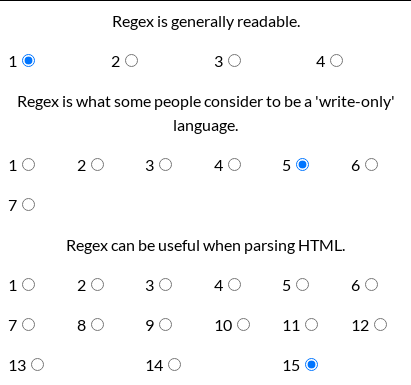 Regex is generally readable.
1 2 3 4
Regex is what some people consider to be a 'write-only'
language.
1 2 3 4 5 6
7
Regex can be useful when parsing HTML.
1 2 3 4 5 6
7 8 9 10 11 12
13 14 15